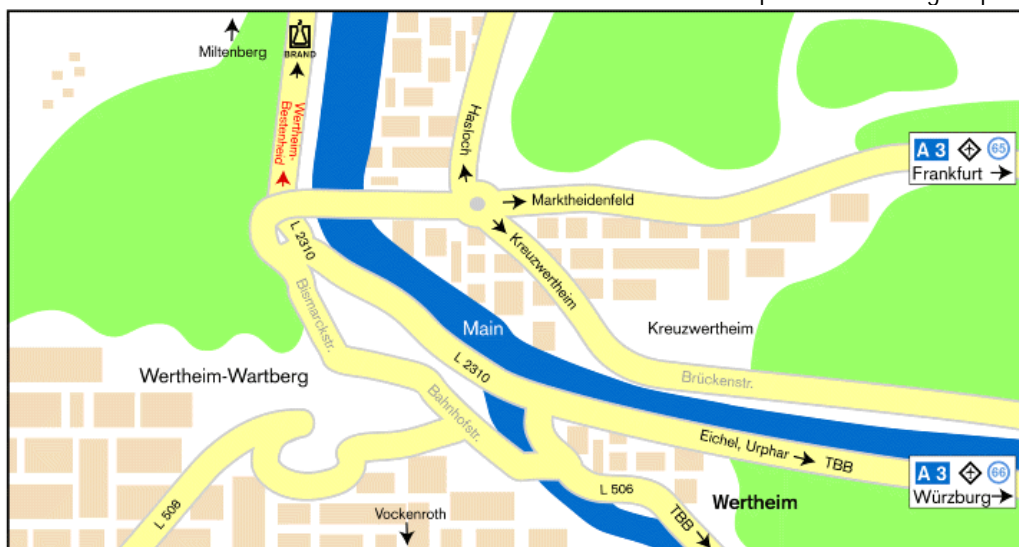 Miltenberg
BRAND
Wertheim-
Bestenheid
Hasloch
A 3 65
Frankfurt
Marktheidenfeld
L 2310
Kreuzwertheim
Bismarckstr.
Main
Kreuzwertheim
L 2310
Wertheim-Wartberg
Brückenstr.
Bahnhofstr.
Eichel, Urphar
TBB
A 3 66
Würzburg
L 506
Wertheim
L 508
Vockenroth
TBB